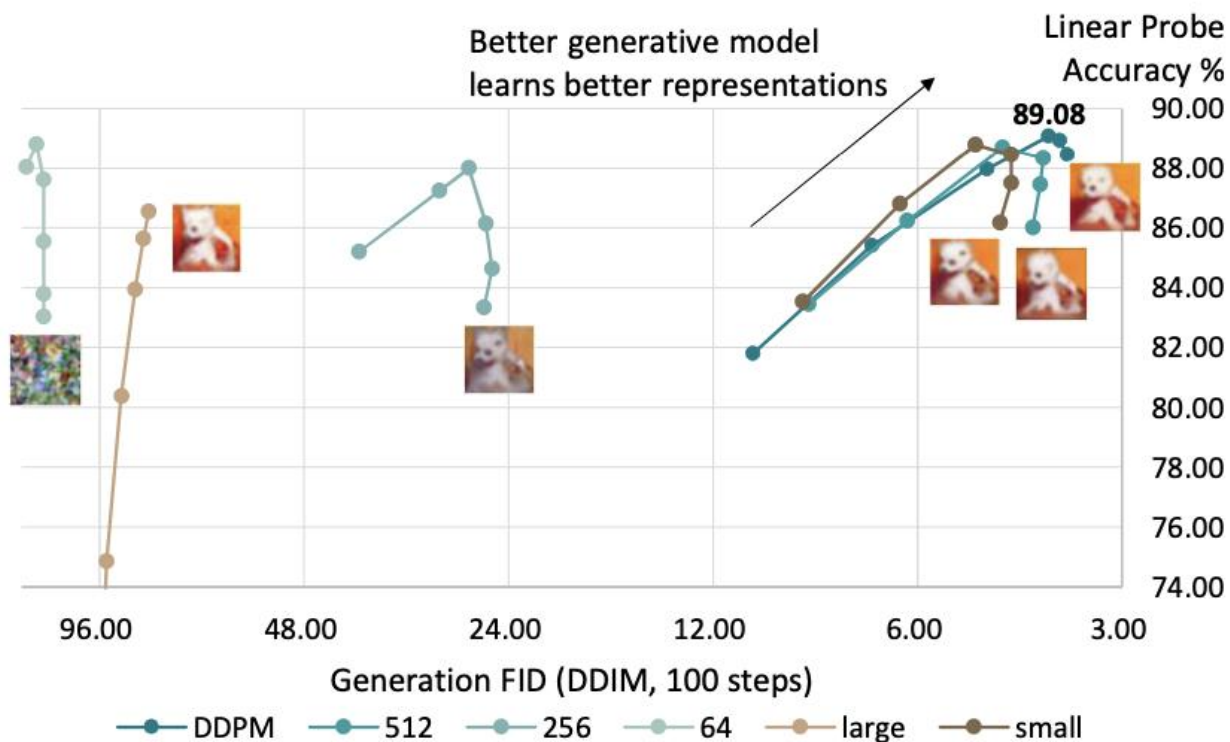 Better generative model
learns better representations
Linear Probe
Accuracy %
89.08
90.00
88.00
86.00
84.00
82.00
80.00
78.00
76.00
74.00
96.00 48.00 24.00 12.00 6.00 3.00
Generation FID (DDIM, 100 steps)
DDPM 512 256 64 large small